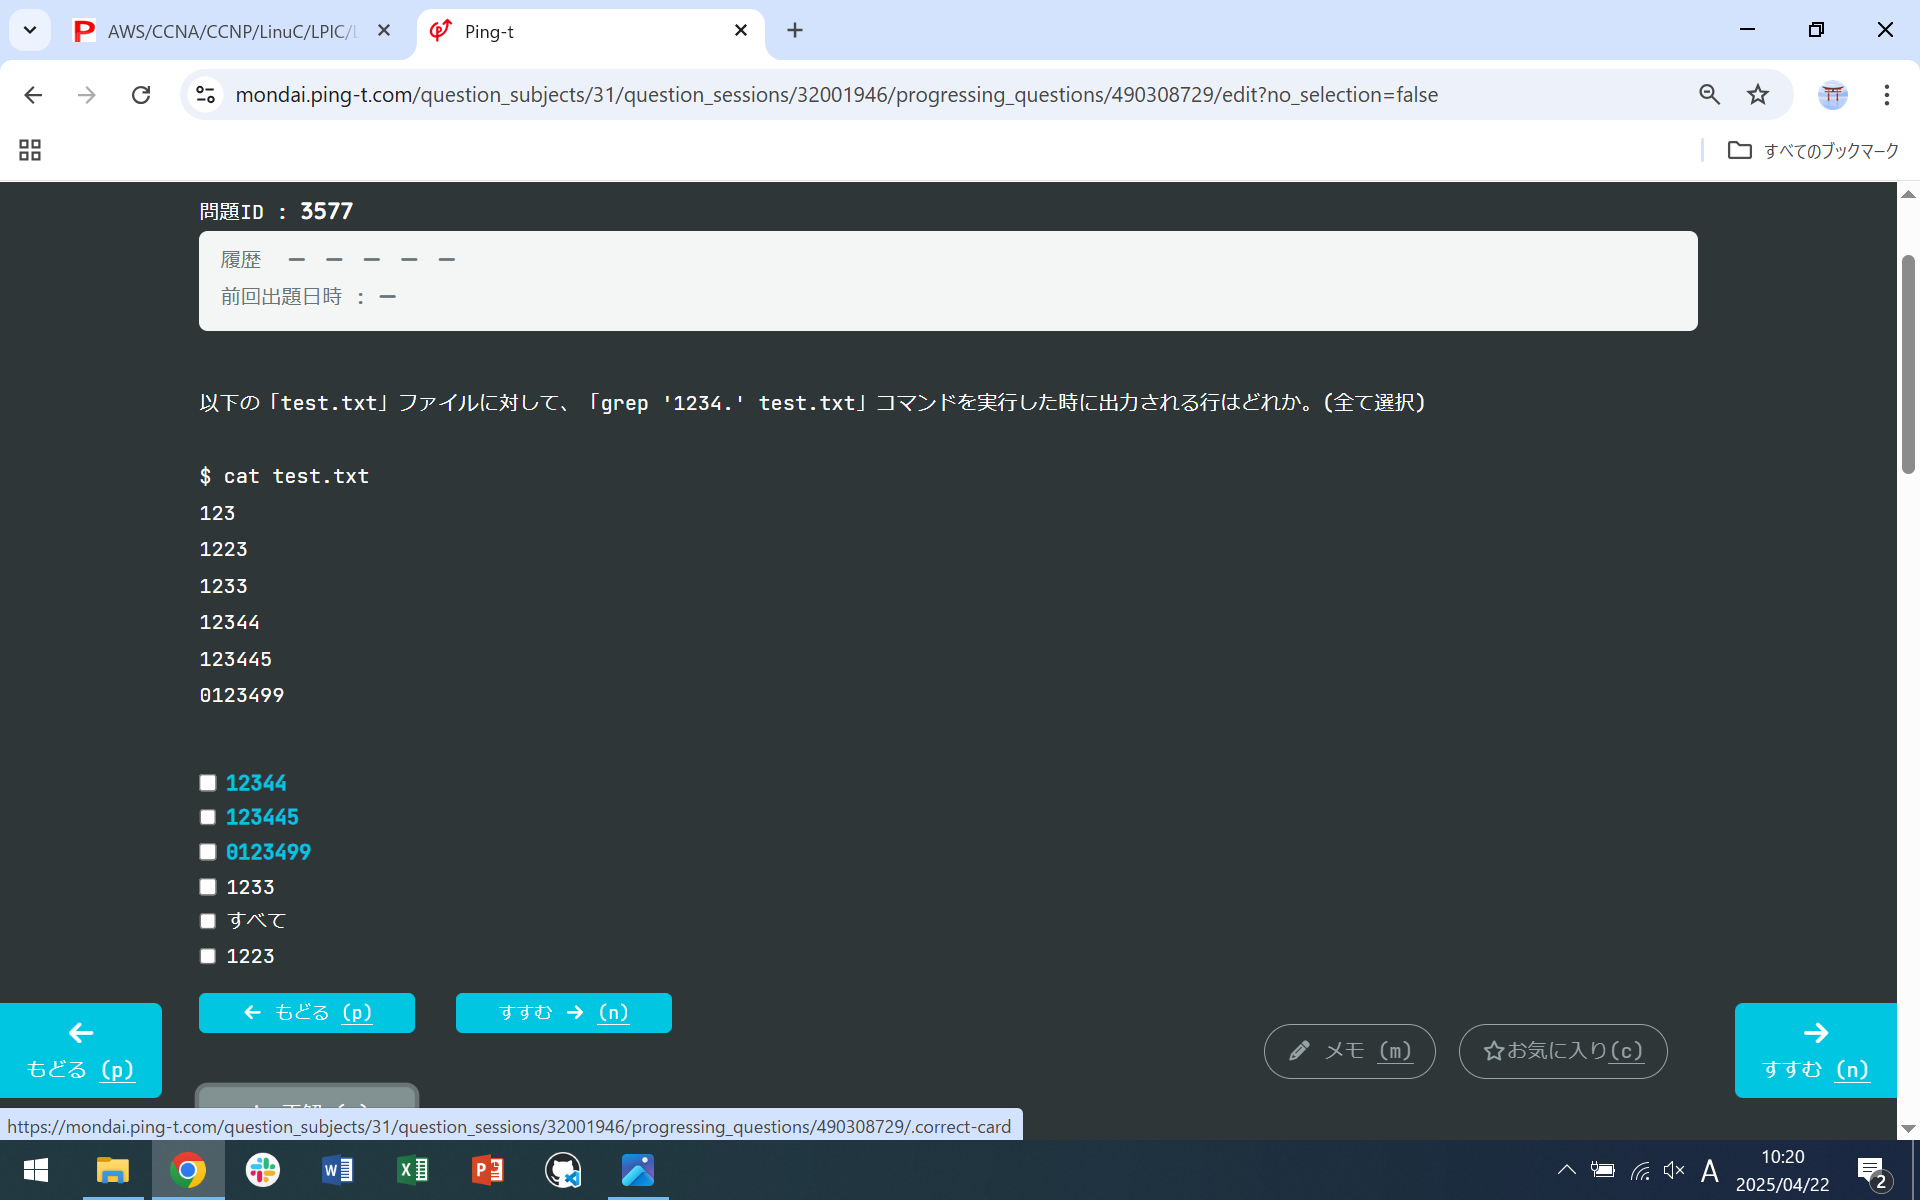 AWS/CCNA/CCNP/LinuC/LPIC/
Ping-t
mondai.ping-t.com/question_subjects/31/question_sessions/32001946/progressing_questions/490308729/edit?no_selection=false
すべてのブックマーク
問題ID : 3577
履歴 ー ー ー ー ー
前回出題日時 : ー
以下の「test.txt」ファイルに対して、「grep '1234.' test.txt」コマンドを実行した時に出力される行はどれか。(全て選択)
$ cat test.txt
123
1223
1233
12344
123445
0123499
12344
123445
0123499
1233
すべて
1223
← もどる (p)
すすむ → (n)
メモ (m)
お気に入り(c)
もどる (p)
すすむ (n)
https://mondai.ping-t.com/question_subjects/31/question_sessions/32001946/progressing_questions/490308729/.correct-card
A
10:20
2025/04/22
2